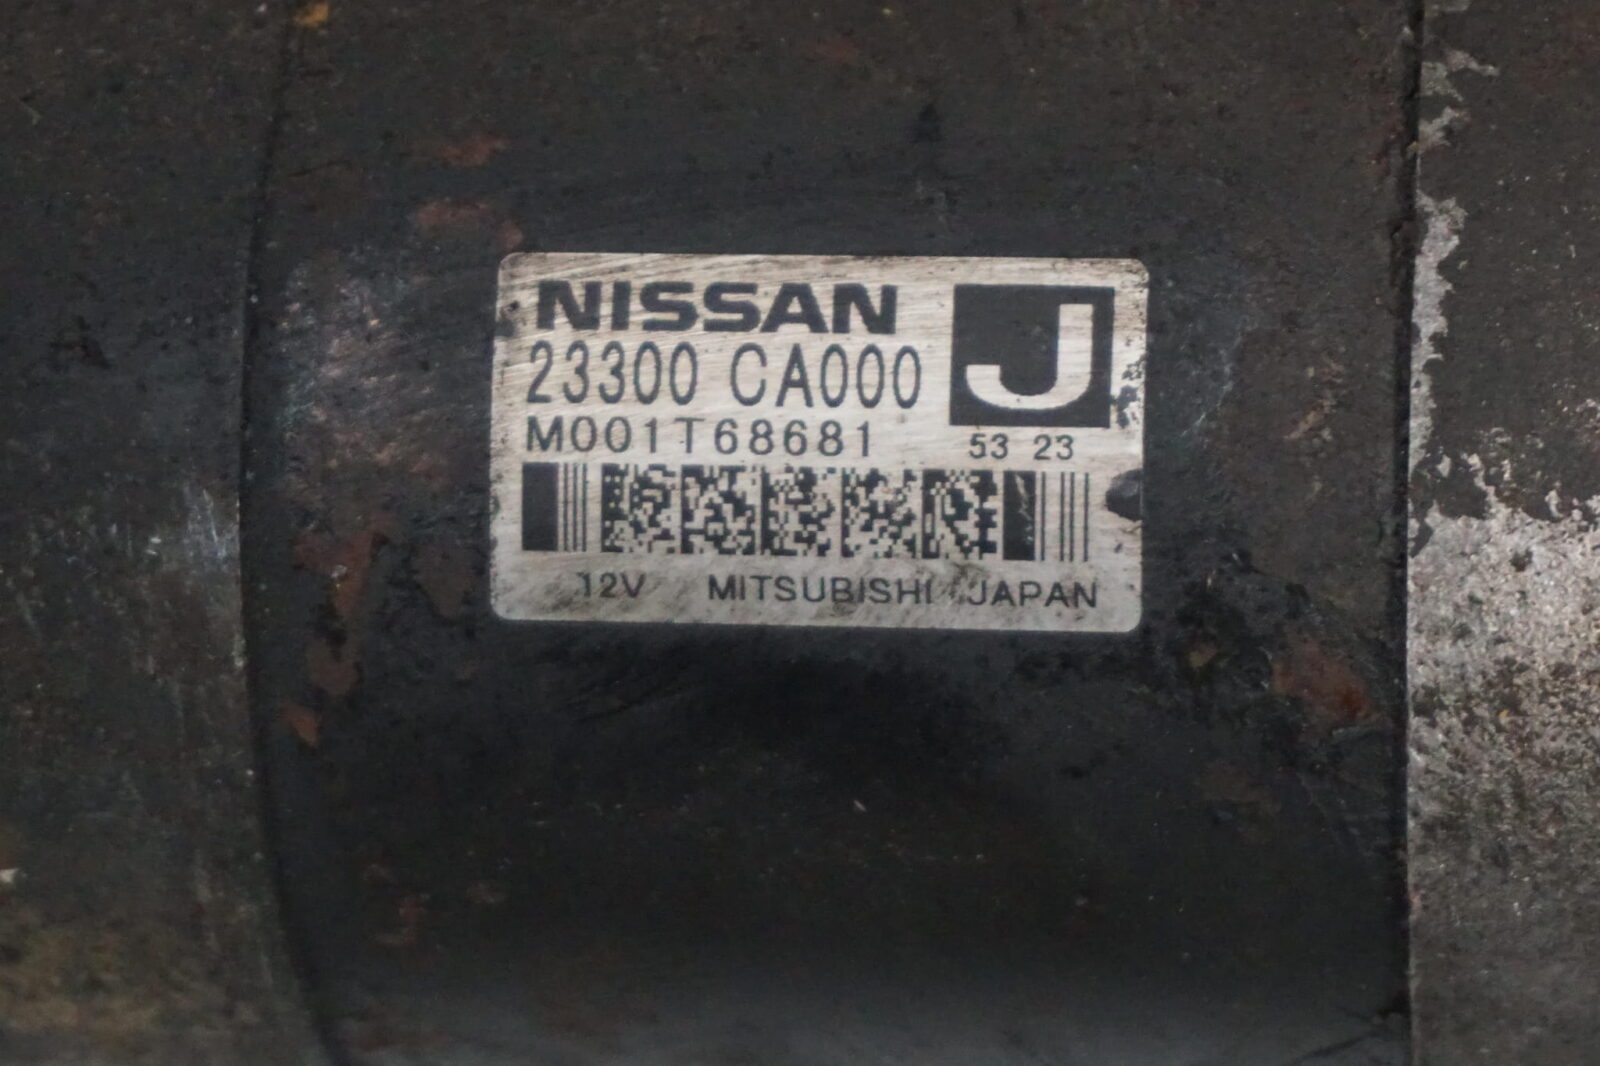 NISSAN J
23300 CA000
M001T68681 53 23
12V MITSUBISHI JAPAN